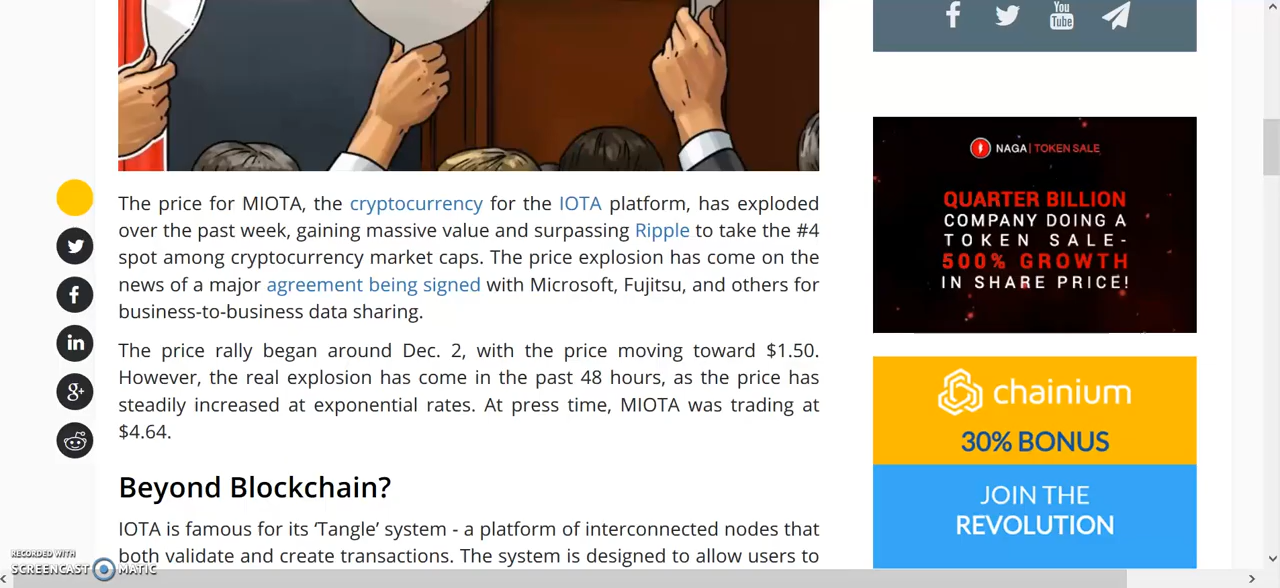 The price for MIOTA, the cryptocurrency for the IOTA platform, has exploded
over the past week, gaining massive value and surpassing Ripple to take the #4
spot among cryptocurrency market caps. The price explosion has come on the
news of a major agreement being signed with Microsoft, Fujitsu, and others for
business-to-business data sharing.
The price rally began around Dec. 2, with the price moving toward $1.50.
However, the real explosion has come in the past 48 hours, as the price has
steadily increased at exponential rates. At press time, MIOTA was trading at
$4.64.
Beyond Blockchain?
IOTA is famous for its ‘Tangle’ system - a platform of interconnected nodes that
both validate and create transactions. The system is designed to allow users to
You
Tube
NAGA | TOKEN SALE
QUARTER BILLION
COMPANY DOING A
TOKEN SALE-
500% GROWTH
IN SHARE PRICE!
chainium
30% BONUS
JOIN THE
REVOLUTION
RECORDED WITH
SCREENCAST MATIC